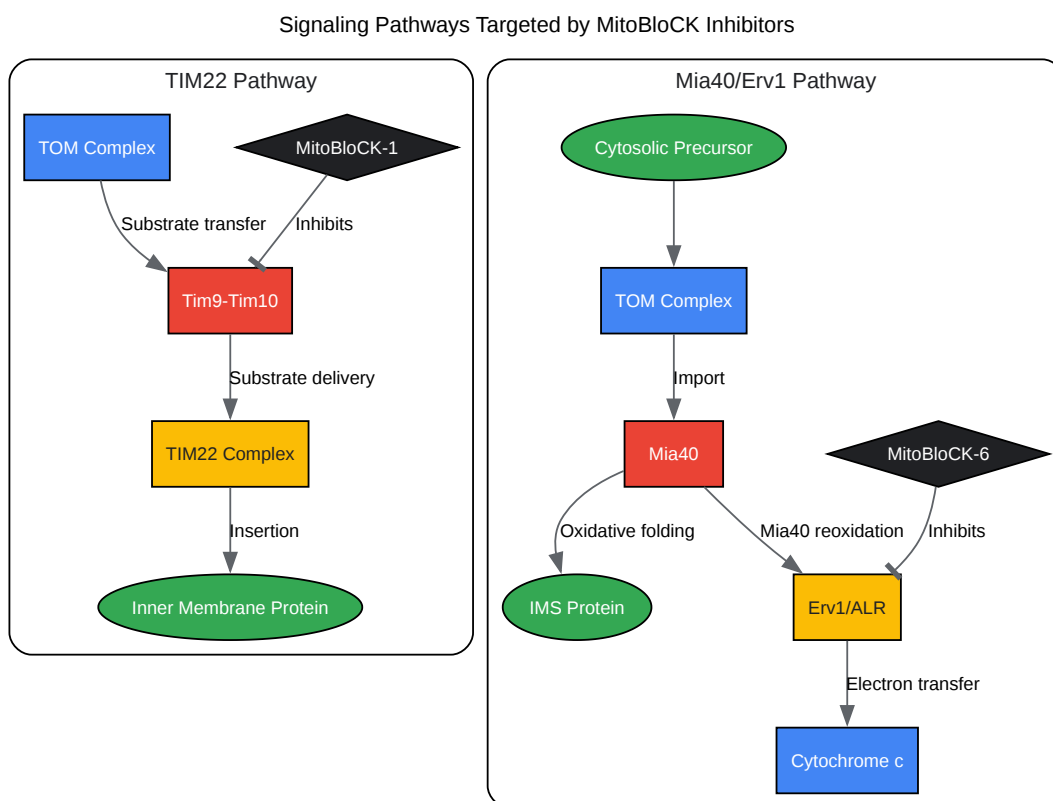 Signaling Pathways Targeted by MitoBloCK Inhibitors
TIM22 Pathway
TOM Complex
MitoBloCK-1
Substrate transfer
Inhibits
Tim9-Tim10
Substrate delivery
TIM22 Complex
Insertion
Inner Membrane Protein
Mia40/Erv1 Pathway
Cytosolic Precursor
TOM Complex
Import
Mia40
MitoBloCK-6
Oxidative folding
Mia40 reoxidation
Inhibits
IMS Protein
Erv1/ALR
Electron transfer
Cytochrome c